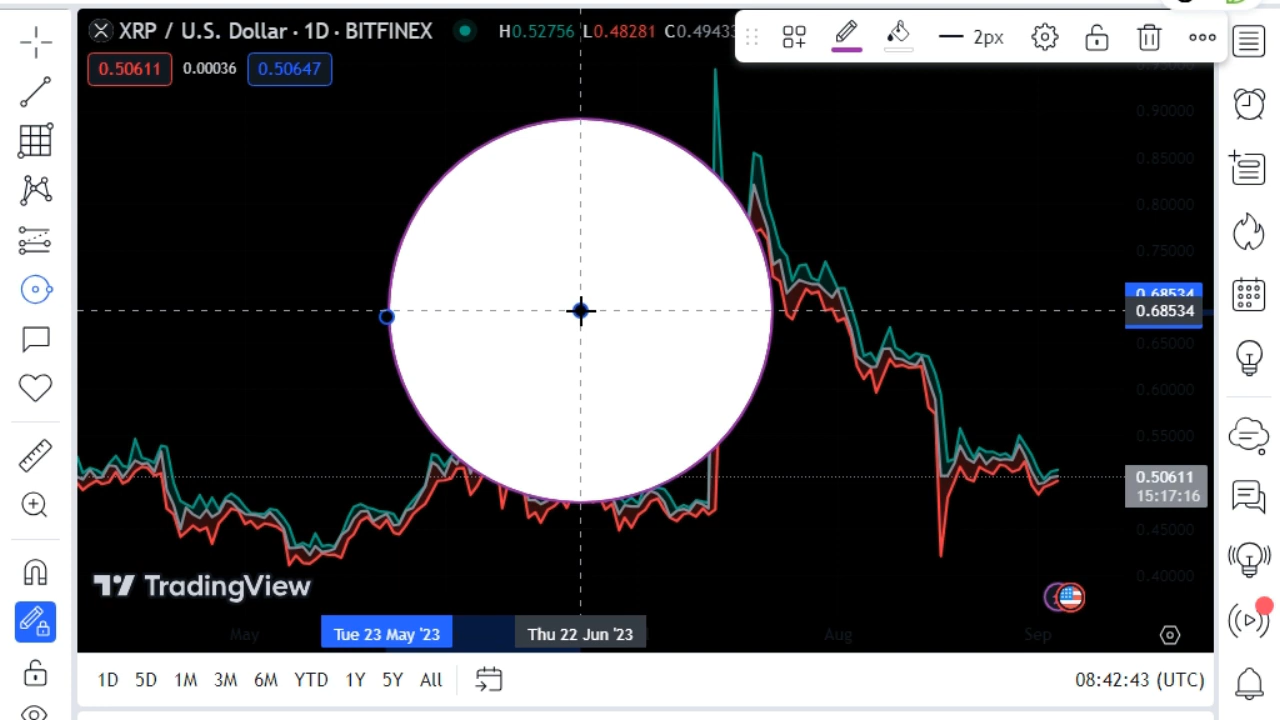 XRP / U.S. Dollar · 1D · BITFINEX H0.52756 L0.48281 C0.4943
2px
0.50611 0.00036 0.50647
0.90000
0.85000
0.80000
0.75000
0.68534
0.68534
0.65000
0.60000
0.55000
0.50611
15:17:16
0.45000
0.40000
TradingView
May Tue 23 May '23 Thu 22 Jun '23 Aug Sep
1D 5D 1M 3M 6M YTD 1Y 5Y All 08:42:43 (UTC)